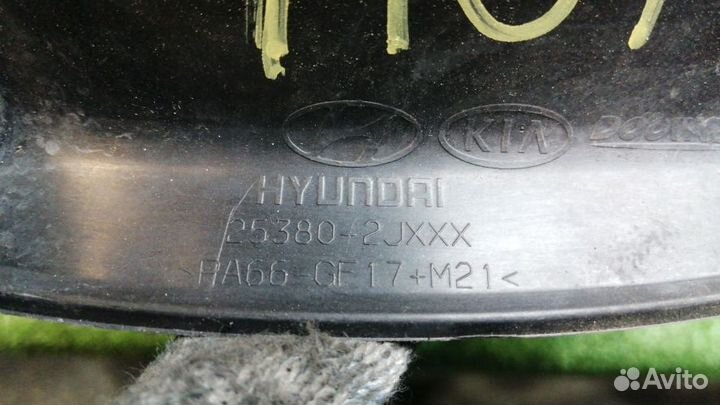 KIA
HYUNDAI
25380-2JXXX
>PA66-GF17+M21<
Avito